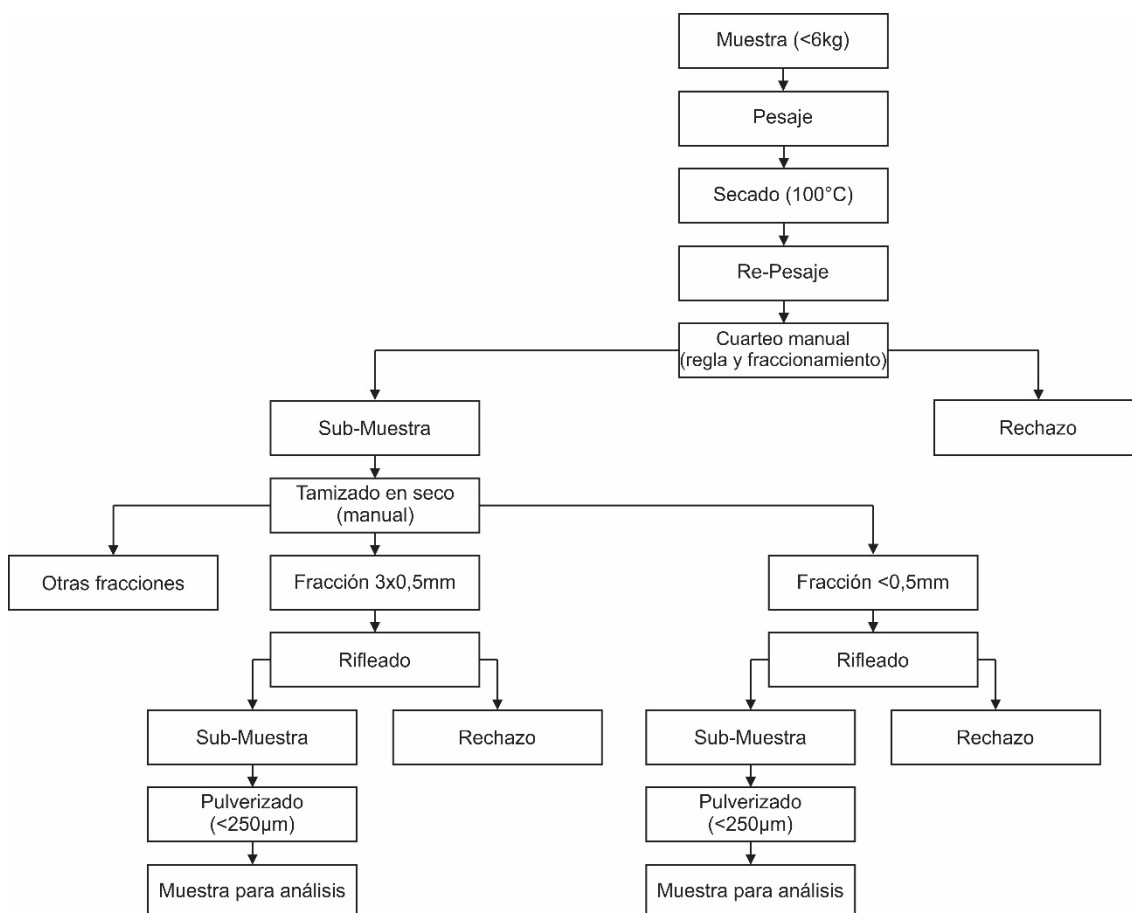 Muestra (<6kg)
Pesaje
Secado (100°C)
Re-Pesaje
Cuarteo manual
(regla y fraccionamiento)
Sub-Muestra
Rechazo
Tamizado en seco
(manual)
Otras fracciones
Fracción 3x0,5mm
Fracción <0,5mm
Rifleado
Rifleado
Sub-Muestra
Rechazo
Sub-Muestra
Rechazo
Pulverizado
(<250µm)
Pulverizado
(<250µm)
Muestra para análisis
Muestra para análisis